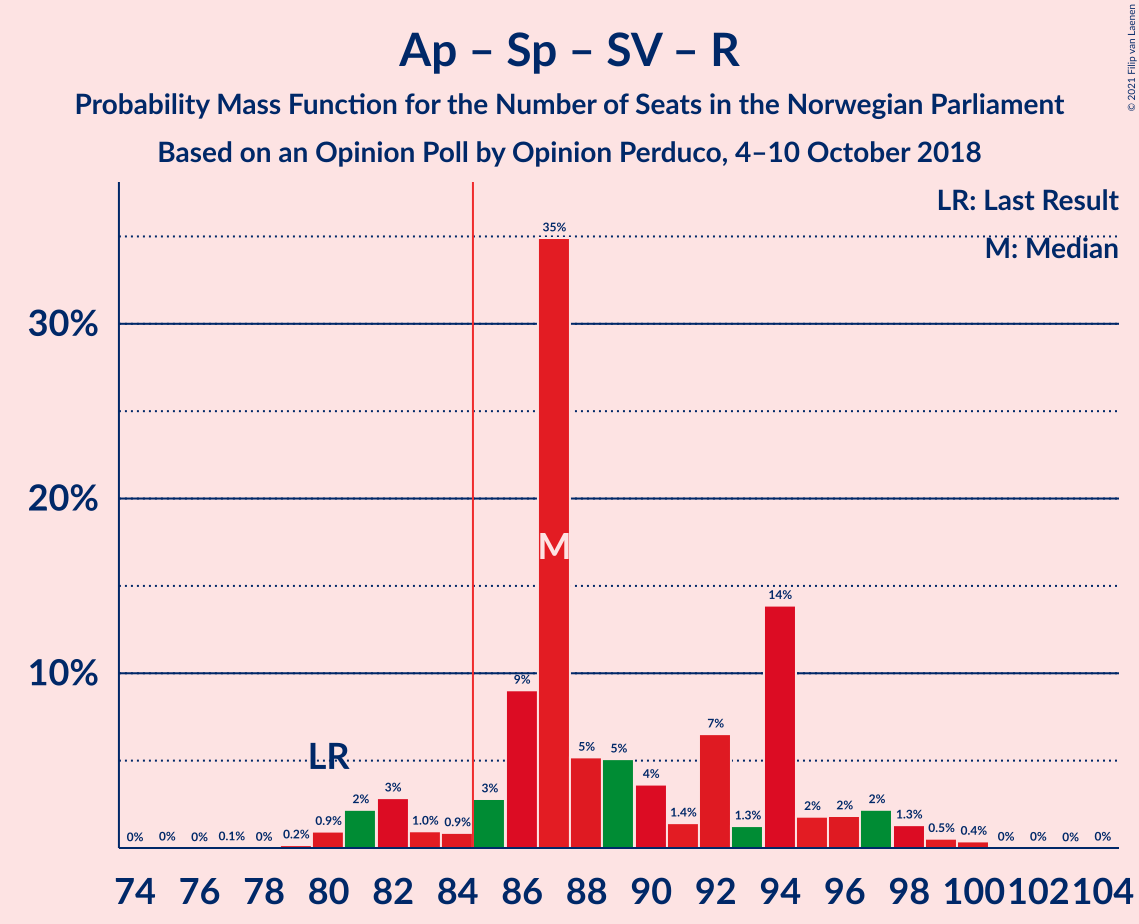 Ap – Sp – SV – R
Probability Mass Function for the Number of Seats in the Norwegian Parliament
Based on an Opinion Poll by Opinion Perduco, 4–10 October 2018
© 2021 Filip van Laenen
LR: Last Result
M: Median
30%
20%
10%
LR
M
0% 0% 0% 0.1% 0% 0.2% 0.9% 2% 3% 1.0% 0.9% 3% 9% 35% 5% 5% 4% 1.4% 7% 1.3% 14% 2% 2% 2% 1.3% 0.5% 0.4% 0% 0% 0% 0%
74 76 78 80 82 84 86 88 90 92 94 96 98 100 102 104